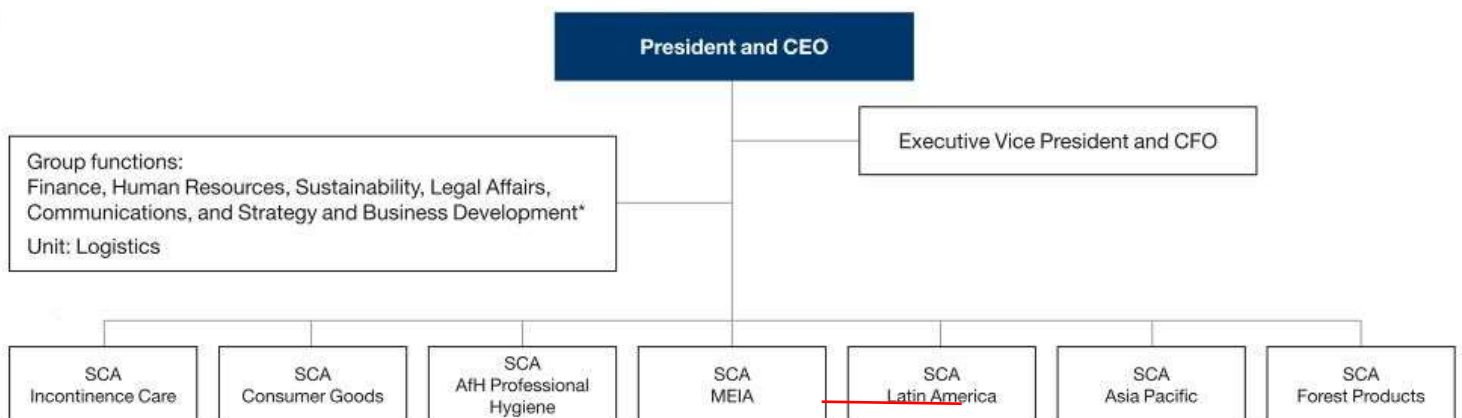 President and CEO
Executive Vice President and CFO
Group functions:
Finance, Human Resources, Sustainability, Legal Affairs,
Communications, and Strategy and Business Development*
Unit: Logistics
SCA
Incontinence Care
SCA
Consumer Goods
SCA
AfH Professional
Hygiene
SCA
MEIA
SCA
Latin America
SCA
Asia Pacific
SCA
Forest Products